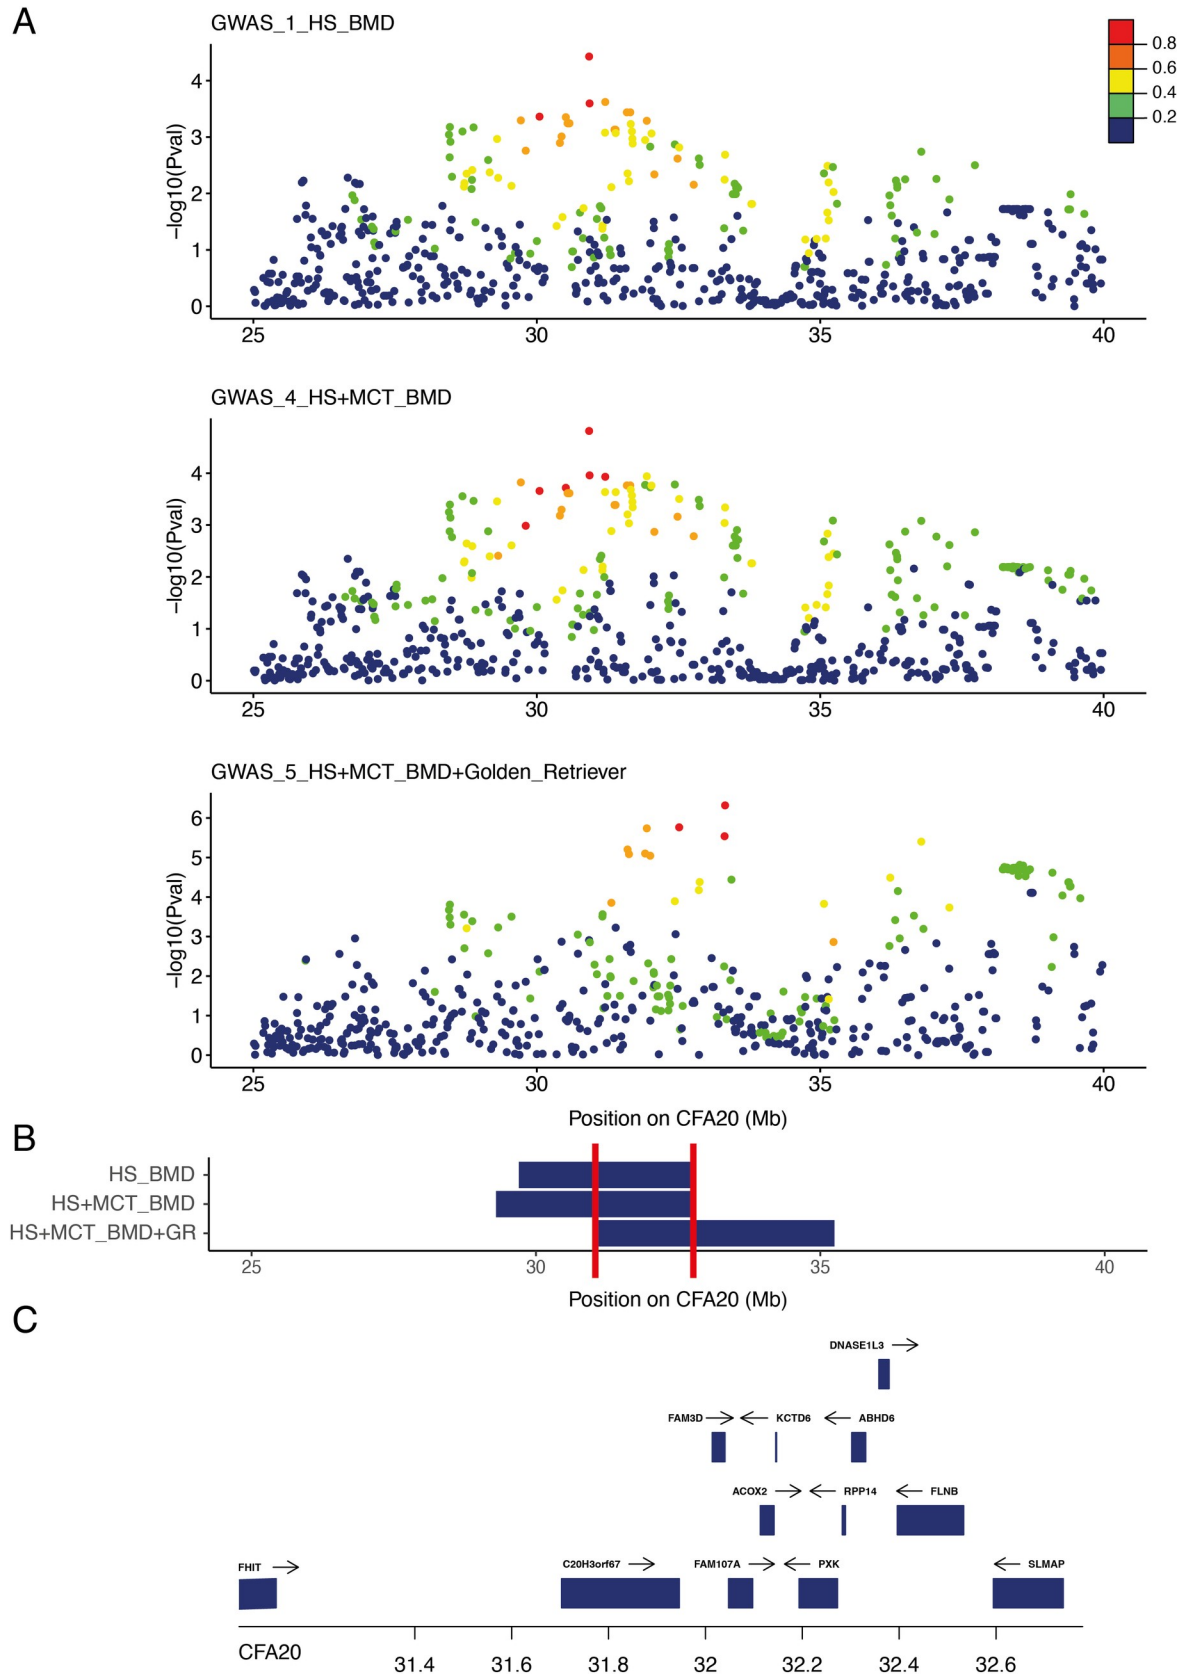 A
GWAS_1_HS_BMD
0.8
0.6
0.4
0.2
4
3
2
1
0
−log10(Pval)
25 30 35 40
GWAS_4_HS+MCT_BMD
4
3
2
1
0
−log10(Pval)
25 30 35 40
GWAS_5_HS+MCT_BMD+Golden_Retriever
6
5
4
3
2
1
0
−log10(Pval)
25 30 35 40
Position on CFA20 (Mb)
B
HS_BMD
HS+MCT_BMD
HS+MCT_BMD+GR
25 30 35 40
Position on CFA20 (Mb)
C
DNASE1L3
FAM3D KCTD6 ABHD6
ACOX2 RPP14 FLNB
FHIT C20H3orf67 FAM107A PXK SLMAP
CFA20
31.4 31.6 31.8 32 32.2 32.4 32.6